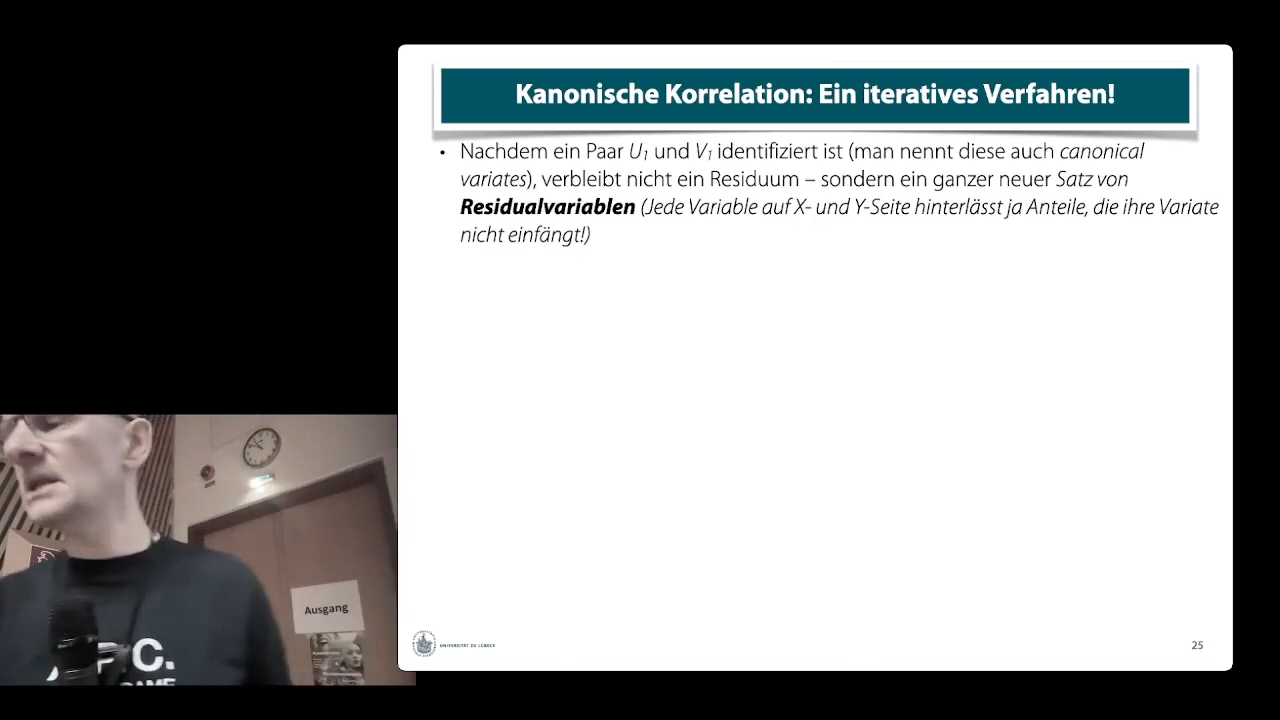 Kanonische Korrelation: Ein iteratives Verfahren!
• Nachdem ein Paar U₁ und V₁ identifiziert ist (man nennt diese auch canonical
variates), verbleibt nicht ein Residuum – sondern ein ganzer neuer Satz von
Residualvariablen (Jede Variable auf X- und Y-Seite hinterlässt ja Anteile, die ihre Variate
nicht einfängt!)
Ausgang
UNIVERSITÄT ZU LÜBECK
25